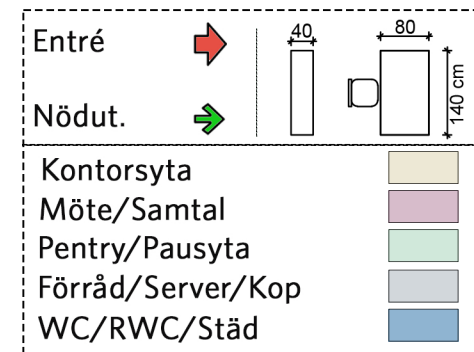 Entré
40
80
140 cm
Nödut.
Kontorsyta
Möte/Samtal
Pentry/Pausyta
Förråd/Server/Kop
WC/RWC/Städ